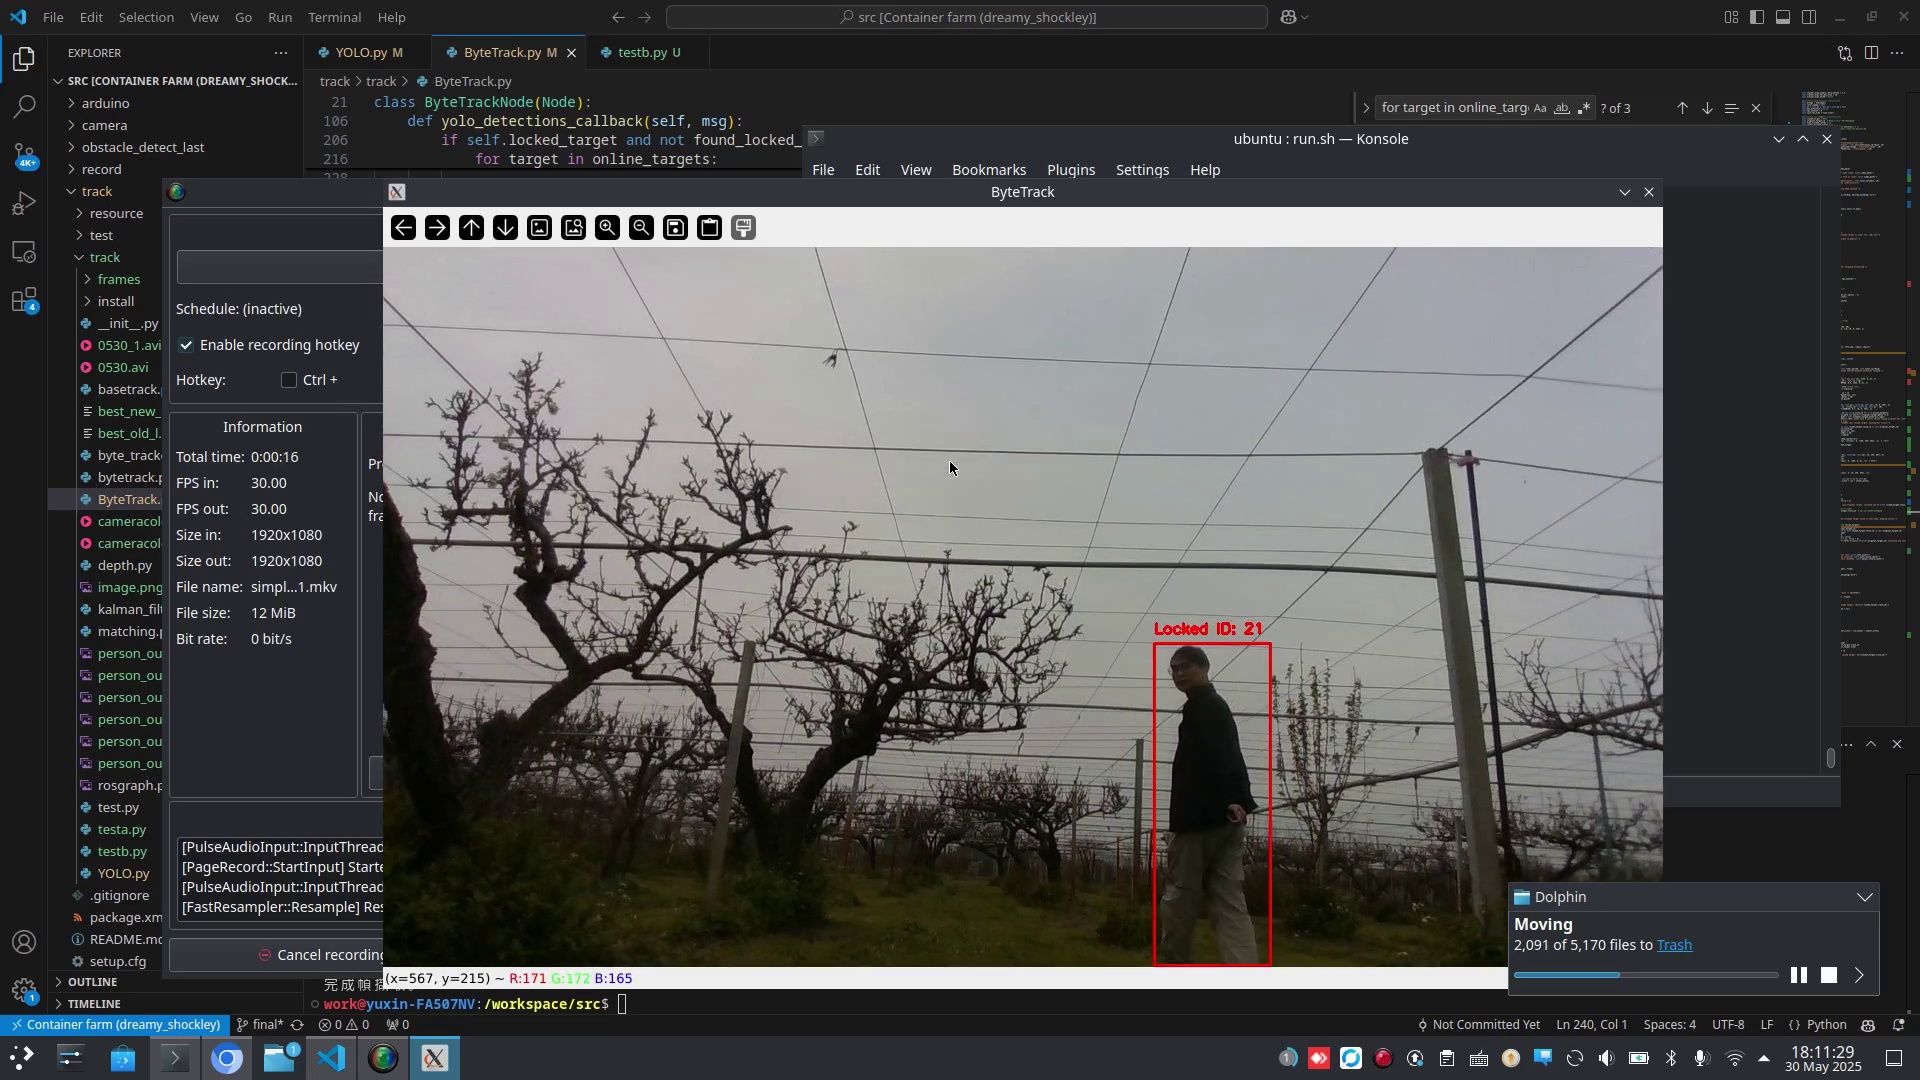 File Edit Selection View Go Run Terminal Help
src [Container farm (dreamy_shockley)]
EXPLORER
YOLO.py M
ByteTrack.py M
testb.py U
SRC [CONTAINER FARM (DREAMY_SHOCK...
track > track > ByteTrack.py
arduino
camera
obstacle_detect_last
record
track
resource
test
track
frames
install
__init__.py
0530_1.avi
0530.avi
basetrack.
best_new_
best_old_l.
byte_track
bytetrack.p
ByteTrack.
cameracol
cameracol
depth.py
image.png
kalman_filt
matching.p
person_ou
person_ou
person_ou
person_ou
person_ou
person_ou
rosgraph.p
test.py
testa.py
testb.py
YOLO.py
.gitignore
package.xm
README.md
setup.cfg
OUTLINE
TIMELINE
4K+
4
1
21 class ByteTrackNode(Node):
106 def yolo_detections_callback(self, msg):
206 if self.locked_target and not found_locked_
216 for target in online_targets:
for target in online_targ
Aa ab
? of 3
ubuntu : run.sh — Konsole
File Edit View Bookmarks Plugins Settings Help
ByteTrack
Schedule: (inactive)
Enable recording hotkey
Hotkey: Ctrl +
Information
Total time: 0:00:16
FPS in: 30.00
FPS out: 30.00
Size in: 1920x1080
Size out: 1920x1080
File name: simpl...1.mkv
File size: 12 MiB
Bit rate: 0 bit/s
Pr
No
fra
[PulseAudioInput::InputThread
[PageRecord::StartInput] Starte
[PulseAudioInput::InputThread
[FastResampler::Resample] Res
Cancel recording
Locked ID: 21
(x=567, y=215) ~ R:171 G:172 B:165
work@yuxin-FA507NV:/workspace/src$
Dolphin
Moving
2,091 of 5,170 files to Trash
Container farm (dreamy_shockley) final* 0 0 0
Not Committed Yet Ln 240, Col 1 Spaces: 4 UTF-8 LF {} Python
1
1
18:11:29
30 May 2025